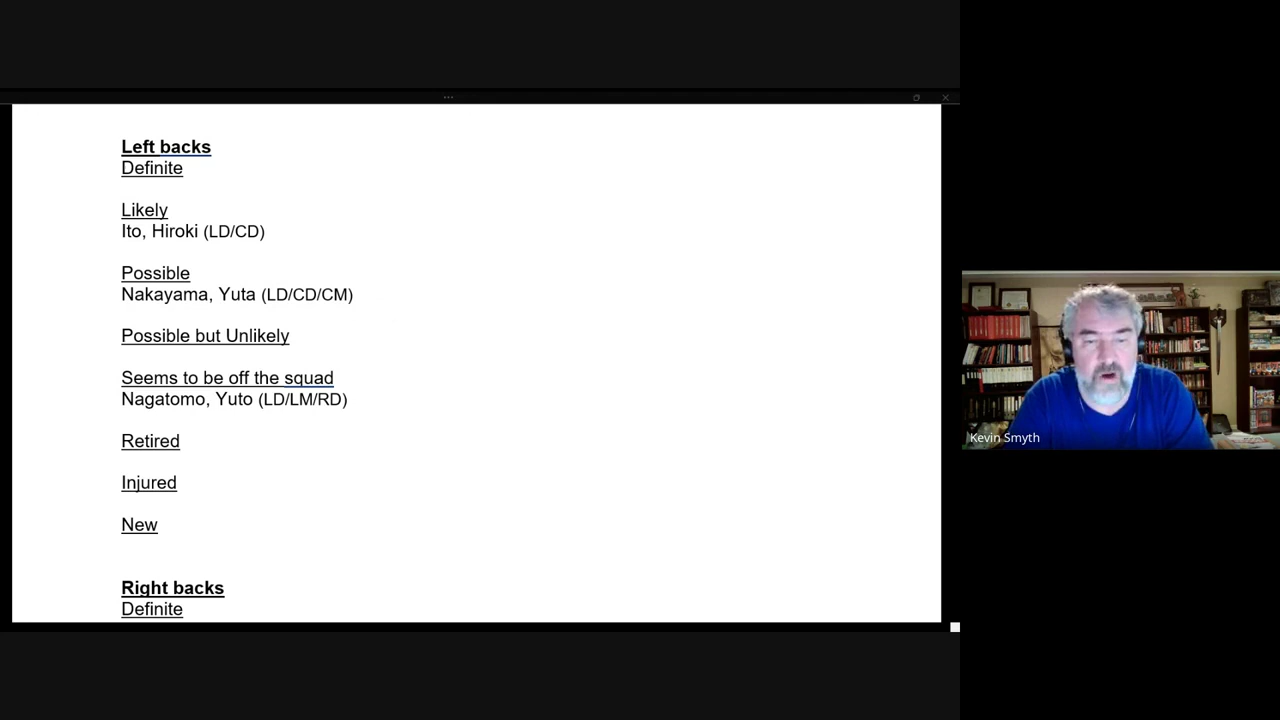 Left backs
Definite
Likely
Ito, Hiroki (LD/CD)
Possible
Nakayama, Yuta (LD/CD/CM)
Possible but Unlikely
Seems to be off the squad
Nagatomo, Yuto (LD/LM/RD)
Retired
Injured
New
Right backs
Definite
Kevin Smyth